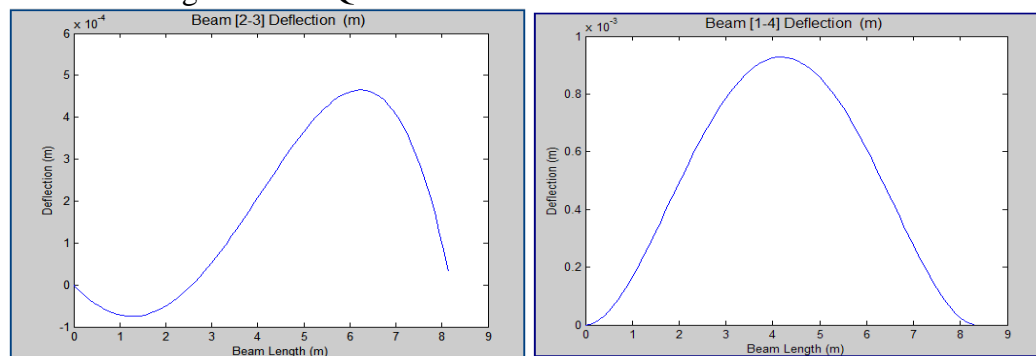 Beam [2-3] Deflection (m)
x 10-4
6
5
4
3
2
1
0
-1
Deflection (m)
0 1 2 3 4 5 6 7 8 9
Beam Length (m)
Beam [1-4] Deflection (m)
x 10-3
1
0.8
0.6
0.4
0.2
0
Deflection (m)
0 1 2 3 4 5 6 7 8 9
Beam Length (m)